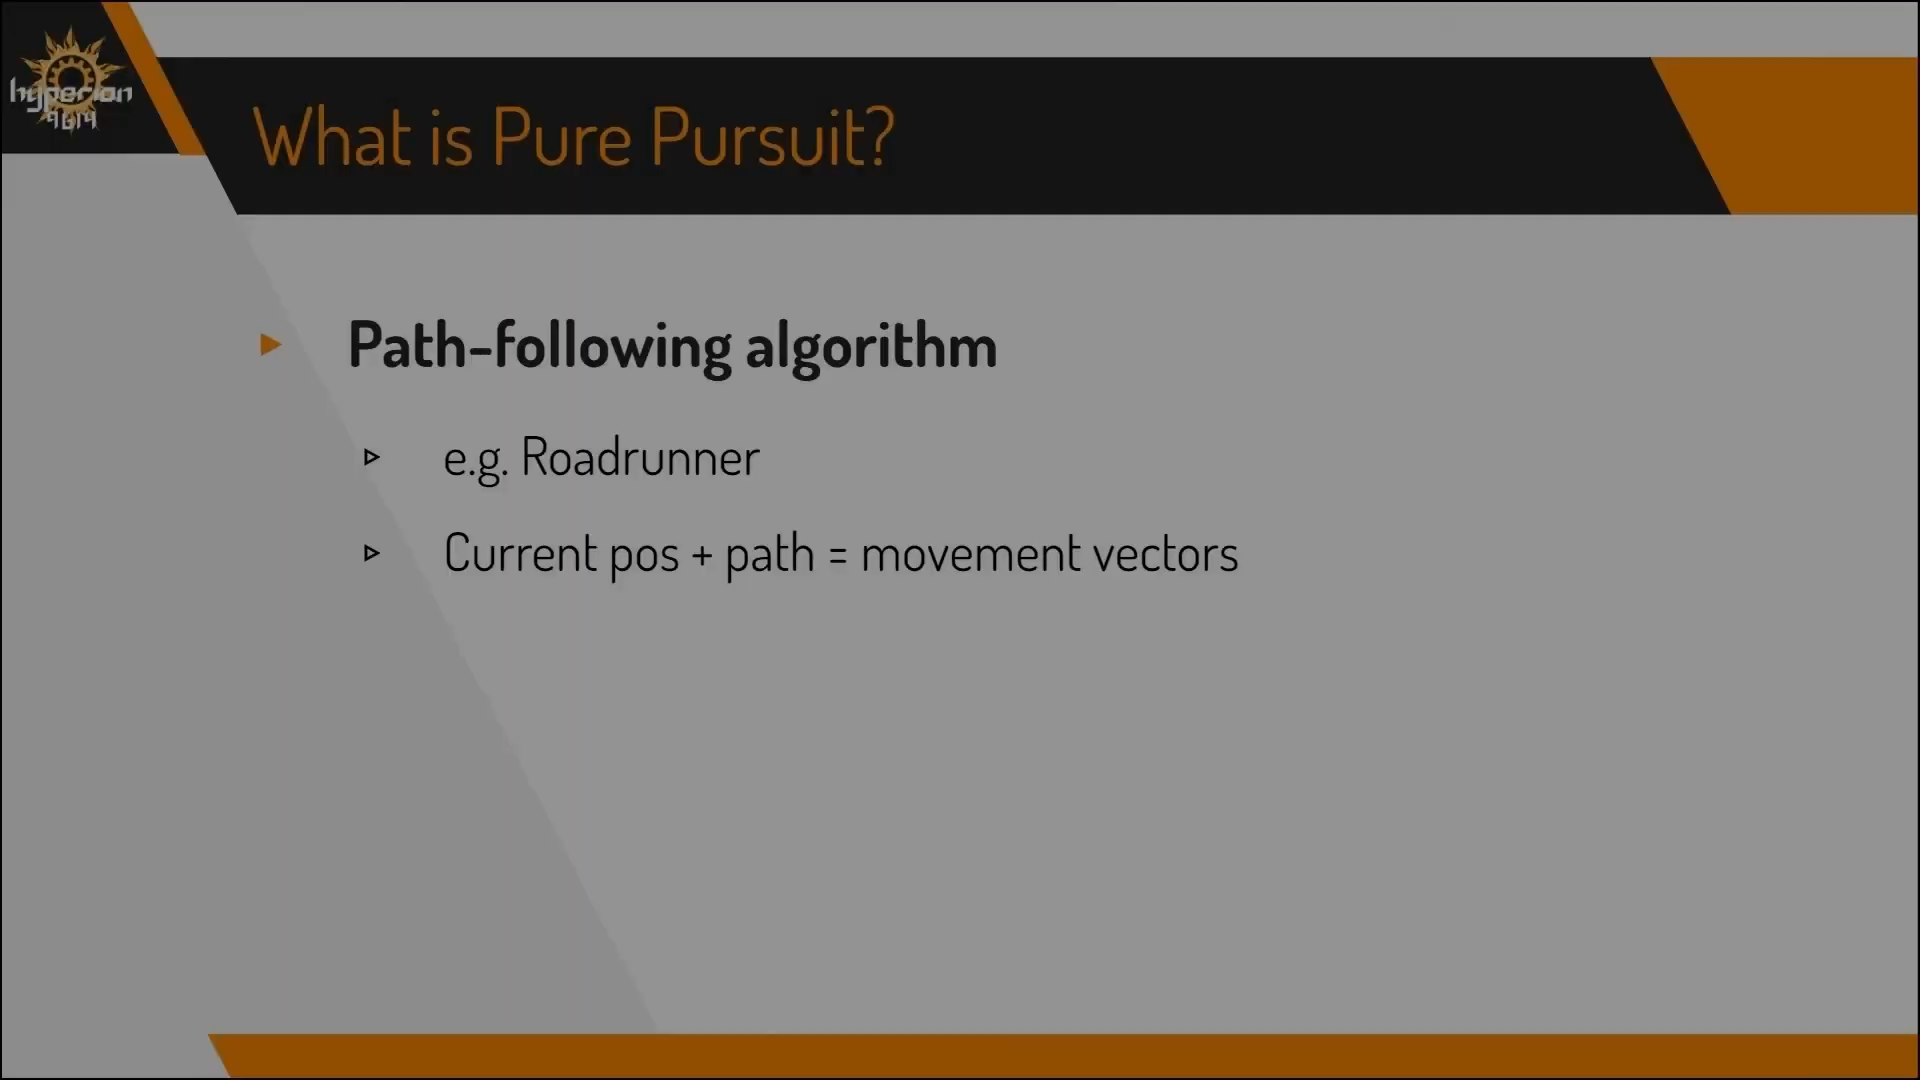 hyperion
9614
What is Pure Pursuit?
Path-following algorithm
e.g. Roadrunner
Current pos + path = movement vectors